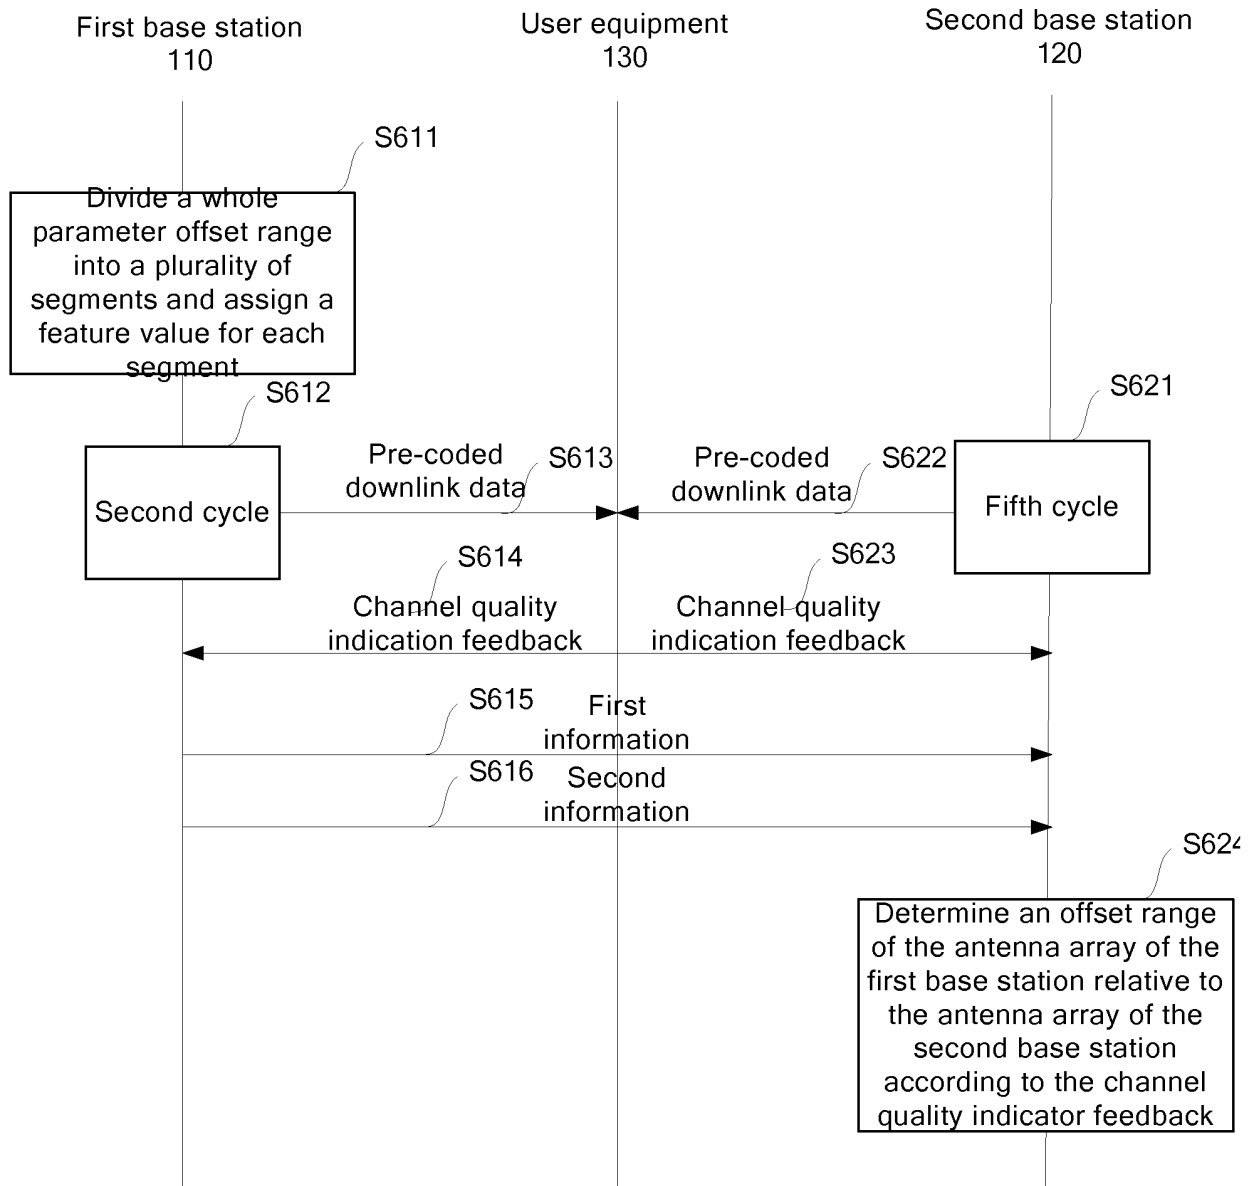 First base station
110
User equipment
130
Second base station
120
S611
Divide a whole
parameter offset range
into a plurality of
segments and assign a
feature value for each
segment
S612
Second cycle
S621
Fifth cycle
Pre-coded
downlink data
S613
Pre-coded
downlink data
S622
S614
Channel quality
indication feedback
S623
Channel quality
indication feedback
S615
First
information
S616
Second
information
S624
Determine an offset range
of the antenna array of the
first base station relative to
the antenna array of the
second base station
according to the channel
quality indicator feedback